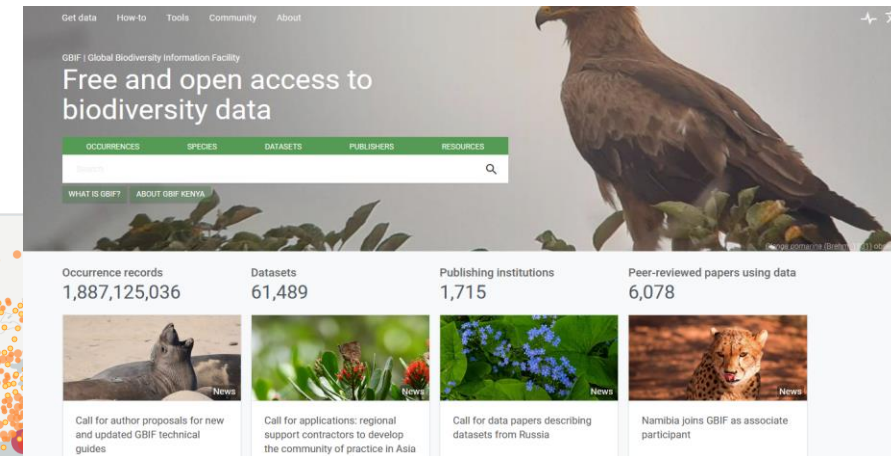 Get data How-to Tools Community About
GBIF | Global Biodiversity Information Facility
Free and open access to
biodiversity data
OCCURRENCES SPECIES DATASETS PUBLISHERS RESOURCES
Search
WHAT IS GBIF? ABOUT GBIF KENYA
Occurrence records Datasets Publishing institutions Peer-reviewed papers using data
1,887,125,036 61,489 1,715 6,078
News News News News
Call for author proposals for new
and updated GBIF technical
guides
Call for applications: regional
support contractors to develop
the community of practice in Asia
Call for data papers describing
datasets from Russia
Namibia joins GBIF as associate
participant